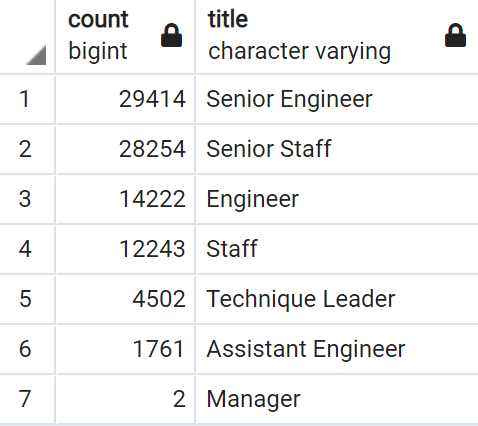 count title
bigint character varying
1 29414 Senior Engineer
2 28254 Senior Staff
3 14222 Engineer
4 12243 Staff
5 4502 Technique Leader
6 1761 Assistant Engineer
7 2 Manager